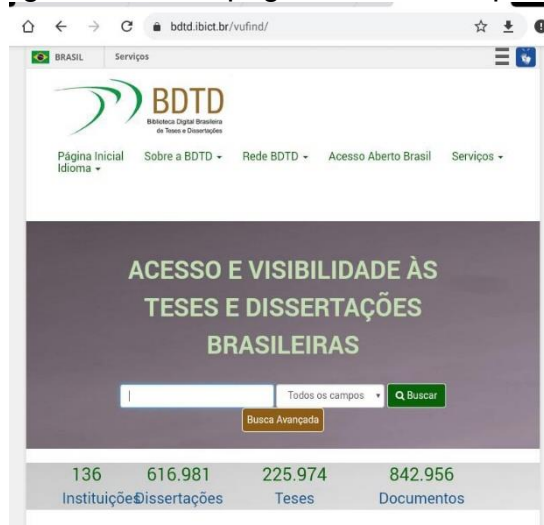 bdtd.ibict.br/vufind/
BRASIL Serviços
BDTD
Biblioteca Digital Brasileira
de Teses e Dissertações
Página Inicial Sobre a BDTD Rede BDTD Acesso Aberto Brasil Serviços
Idioma
ACESSO E VISIBILIDADE ÀS
TESES E DISSERTAÇÕES
BRASILEIRAS
Todos os campos Buscar
Busca Avançada
136 616.981 225.974 842.956
Instituições Dissertações Teses Documentos